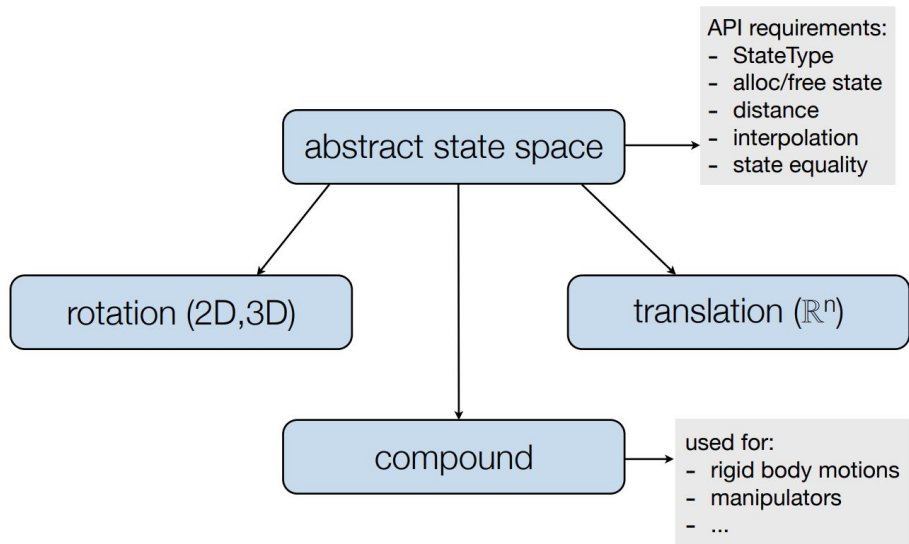 API requirements:
- StateType
- alloc/free state
- distance
- interpolation
- state equality
abstract state space
rotation (2D,3D)
translation (ℝⁿ)
compound
used for:
- rigid body motions
- manipulators
- ...